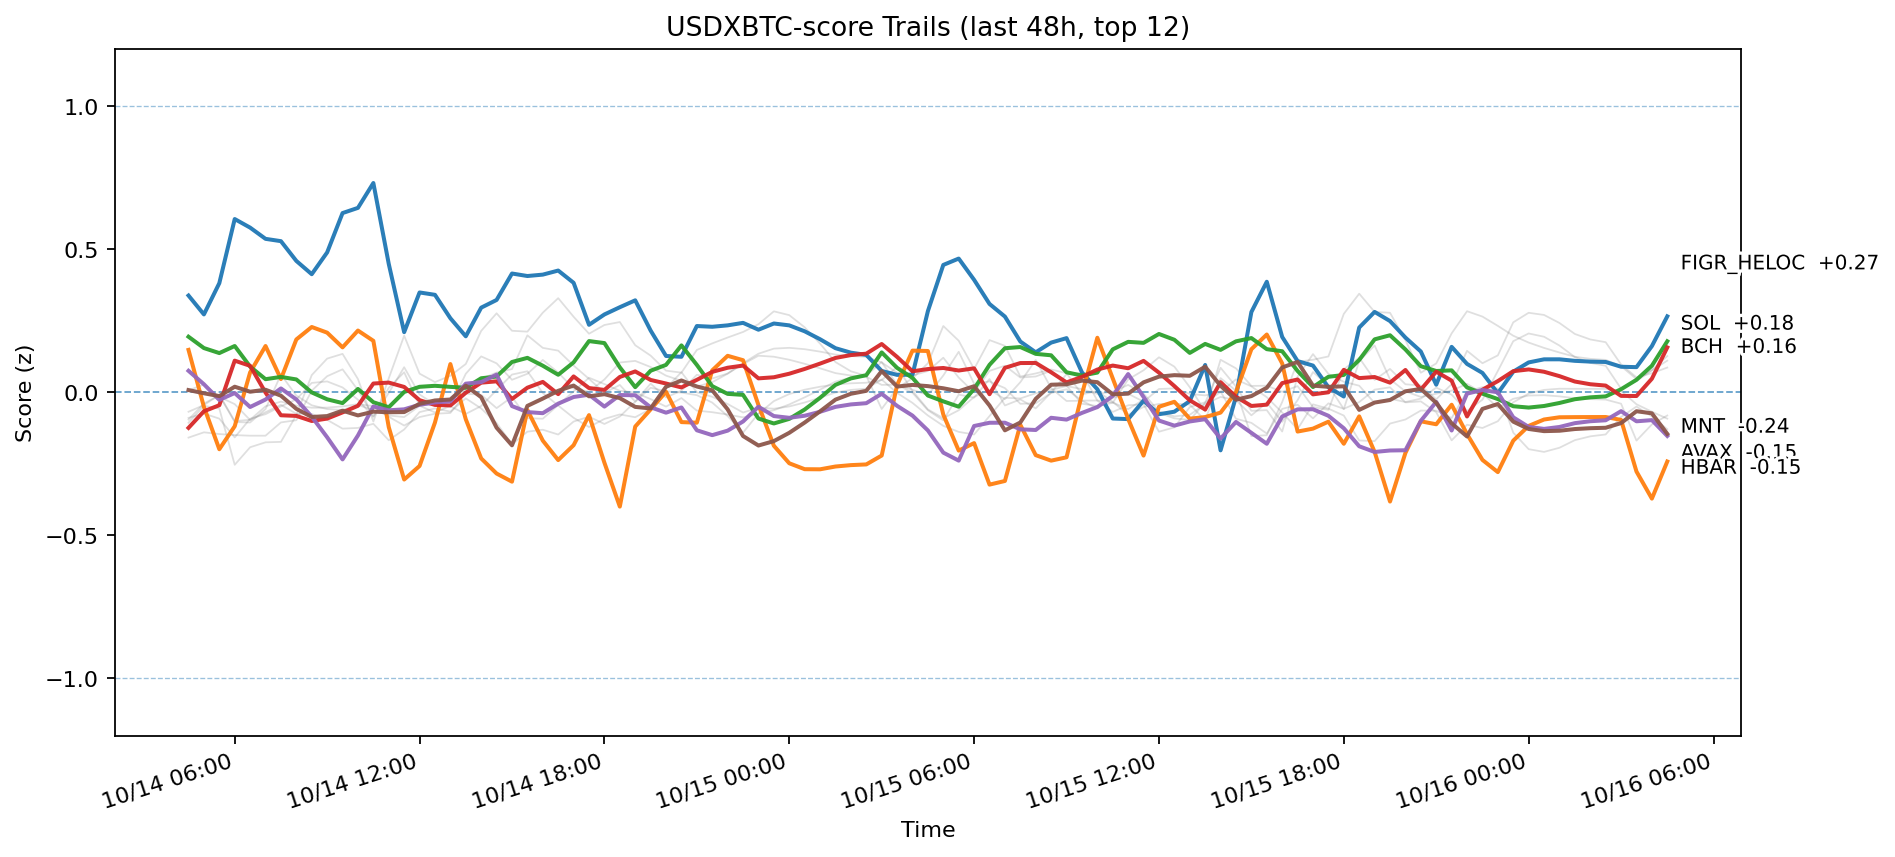 USDXBTC-score Trails (last 48h, top 12)
Score (z)
1.0
0.5
0.0
−0.5
−1.0
FIGR_HELOC +0.27
SOL +0.18
BCH +0.16
MNT -0.24
AVAX -0.15
HBAR -0.15
10/14 06:00
10/14 12:00
10/14 18:00
10/15 00:00
10/15 06:00
10/15 12:00
10/15 18:00
10/16 00:00
10/16 06:00
Time